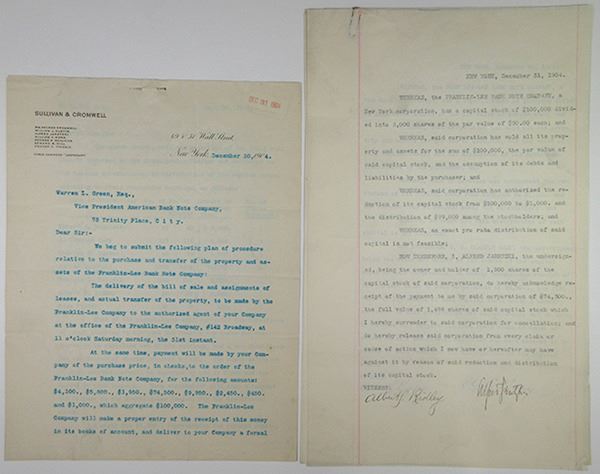 DEC 31 1904
SULLIVAN & CROMWELL
49 & 51 Wall Street,
New York, December 30, 1904.
Warren L. Green, Esq.,
Vice President American Bank Note Company,
78 Trinity Place, C i t y.
Dear Sir:-
We beg to submit the following plan of procedure
relative to the purchase and transfer of the property and as-
sets of the Franklin-Lee Bank Note Company:
The delivery of the bill of sale and assignments of
leases, and actual transfer of the property, to be made by the
Franklin-Lee Company to the authorized agent of your Company
at the office of the Franklin-Lee Company, #142 Broadway, at
11 o'clock Saturday morning, the 31st instant.
At the same time, payment will be made by your Com-
pany of the purchase price, in checks, to the order of the
Franklin-Lee Bank Note Company, for the following amounts:
$4,100., $5,500., $1,950., $74,500., $9,950., $2,450., $450.
and $1,000., which aggregate $100,000. The Franklin-Lee
Company will make a proper entry of the receipt of this money
in its books of account, and deliver to your Company a formal
NEW YORK, December 31, 1904.
WHEREAS, the FRANKLIN-LEE BANK NOTE COMPANY, a
New York corporation, has a capital stock of $100,000 divid-
ed into 2,000 shares of the par value of $50.00 each; and
WHEREAS, said corporation has sold all its proper-
ty and assets for the sum of $100,000, the par value of
said capital stock, and the assumption of its debts and
liabilities by the purchaser; and
WHEREAS, said corporation has authorized the re-
duction of its capital stock from $100,000 to $1,000. and
the distribution of $99,000 among the stockholders; and
WHEREAS, an exact pro rata distribution of said
capital is not feasible;
NOW THEREFORE, I, ALFRED JARETZKI, the undersign-
ed, being the owner and holder of 1,500 shares of the
capital stock of said corporation, do hereby acknowledge re-
ceipt of the payment to me by said corporation of $74,500.,
the full value of 1,490 shares of said capital stock which
I hereby surrender to said corporation for cancellation; and
do hereby release said corporation from every claim or
cause of action which I now have or hereafter may have
against it by reason of said reduction and distribution
of its capital stock.
WITNESS:
Albert Ridley